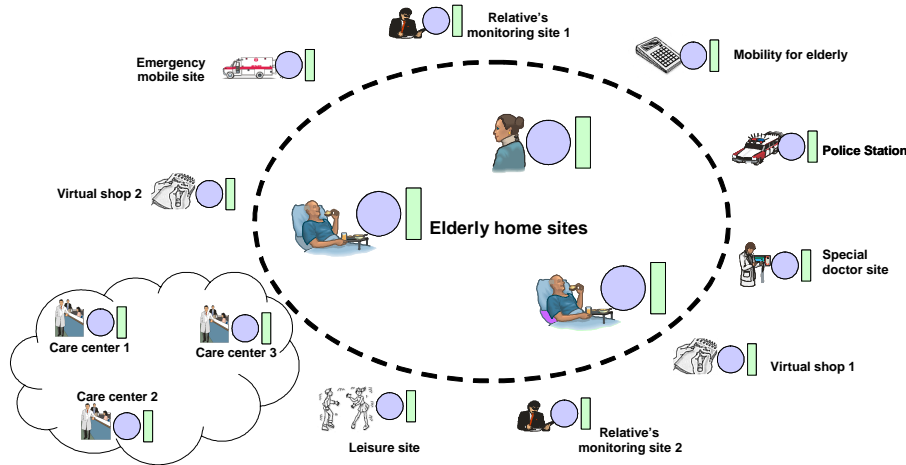 Relative's
monitoring site 1
Emergency
mobile site
Mobility for elderly
Police Station
Virtual shop 2
Elderly home sites
Special
doctor site
Care center 1
Care center 3
Virtual shop 1
Care center 2
Leisure site
Relative's
monitoring site 2